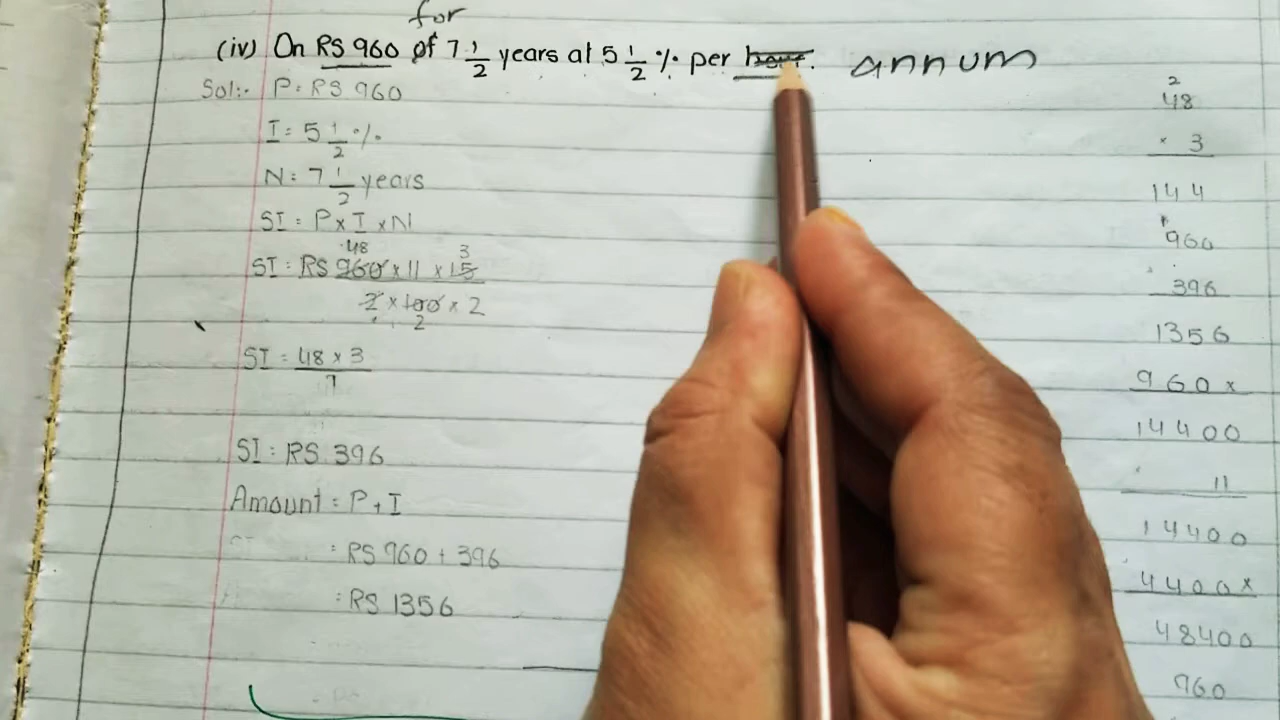 for
(iv) On RS 960 of 7 1/2 years at 5 1/2 % per hour. annum
Sol:- P = RS 960
I = 5 1/2 %
N = 7 1/2 years
SI = P x I x N
48 3
SI = RS 960 x 11 x 15
2 x 100 x 2
2
SI = 48 x 3
SI = RS 396
Amount = P + I
= RS 960 + 396
= RS 1356
2
48
x 3
144
960
396
1356
960 x
14400
11
14400
4400 x
48400
960